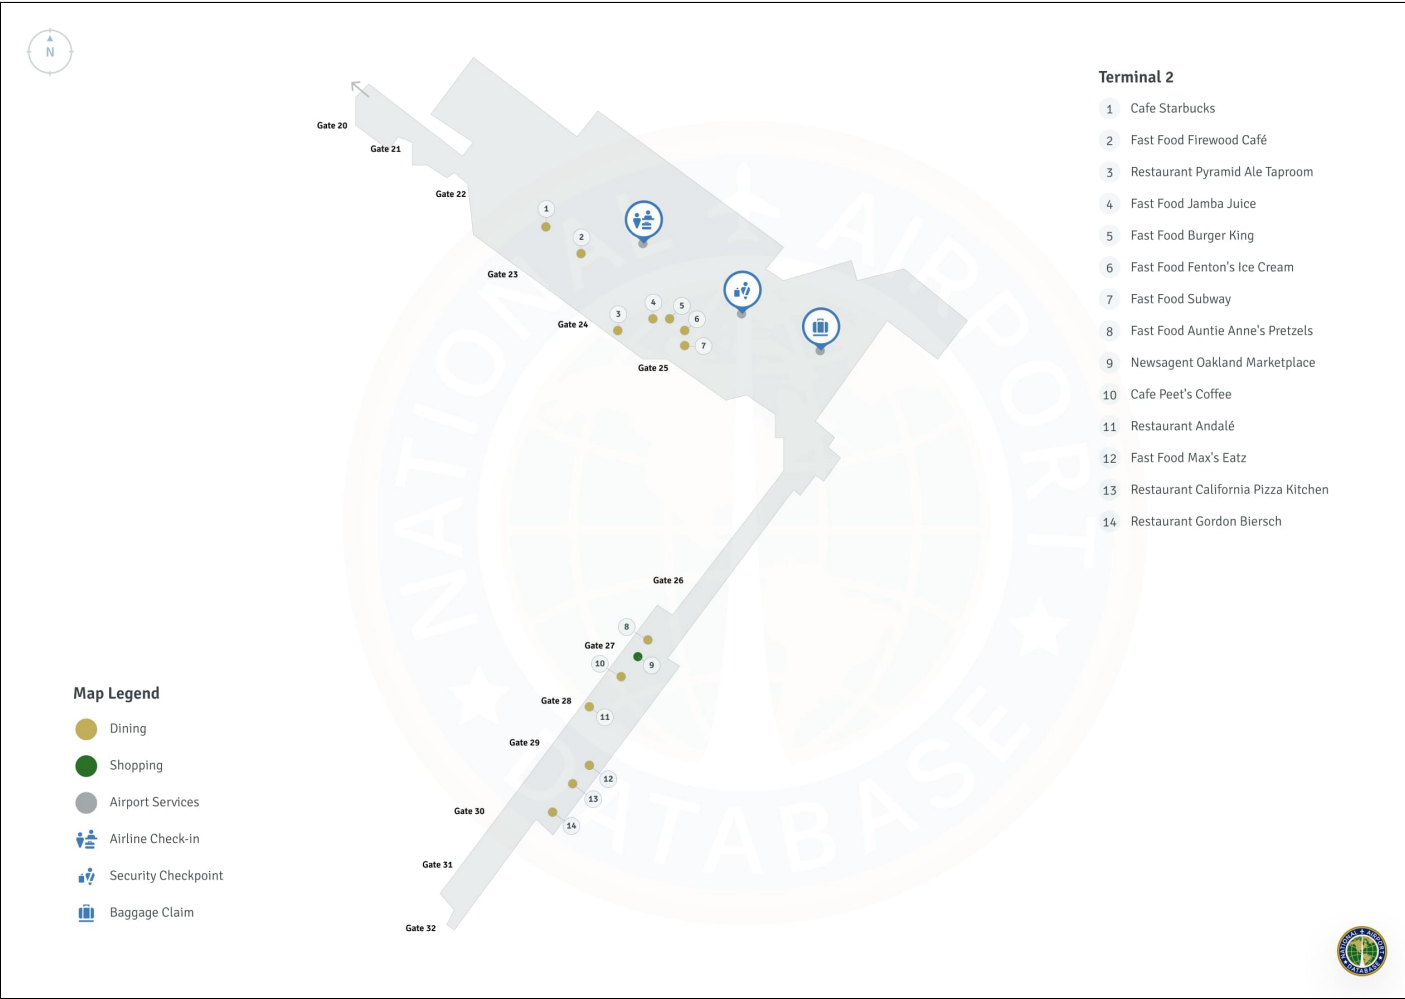 N
Terminal 2
1 Cafe Starbucks
2 Fast Food Firewood Café
3 Restaurant Pyramid Ale Taproom
4 Fast Food Jamba Juice
5 Fast Food Burger King
6 Fast Food Fenton's Ice Cream
7 Fast Food Subway
8 Fast Food Auntie Anne's Pretzels
9 Newsagent Oakland Marketplace
10 Cafe Peet's Coffee
11 Restaurant Andalé
12 Fast Food Max's Eatz
13 Restaurant California Pizza Kitchen
14 Restaurant Gordon Biersch
Gate 20
Gate 21
Gate 22
1
2
Gate 23
3
4
5
6
7
Gate 24
Gate 25
Gate 26
8
Gate 27
9
10
Gate 28
11
Gate 29
12
13
Gate 30
14
Gate 31
Gate 32
Map Legend
Dining
Shopping
Airport Services
Airline Check-in
Security Checkpoint
Baggage Claim
NATIONAL AIRPORT
DATABASE
NATIONAL AIRPORT
DATABASE